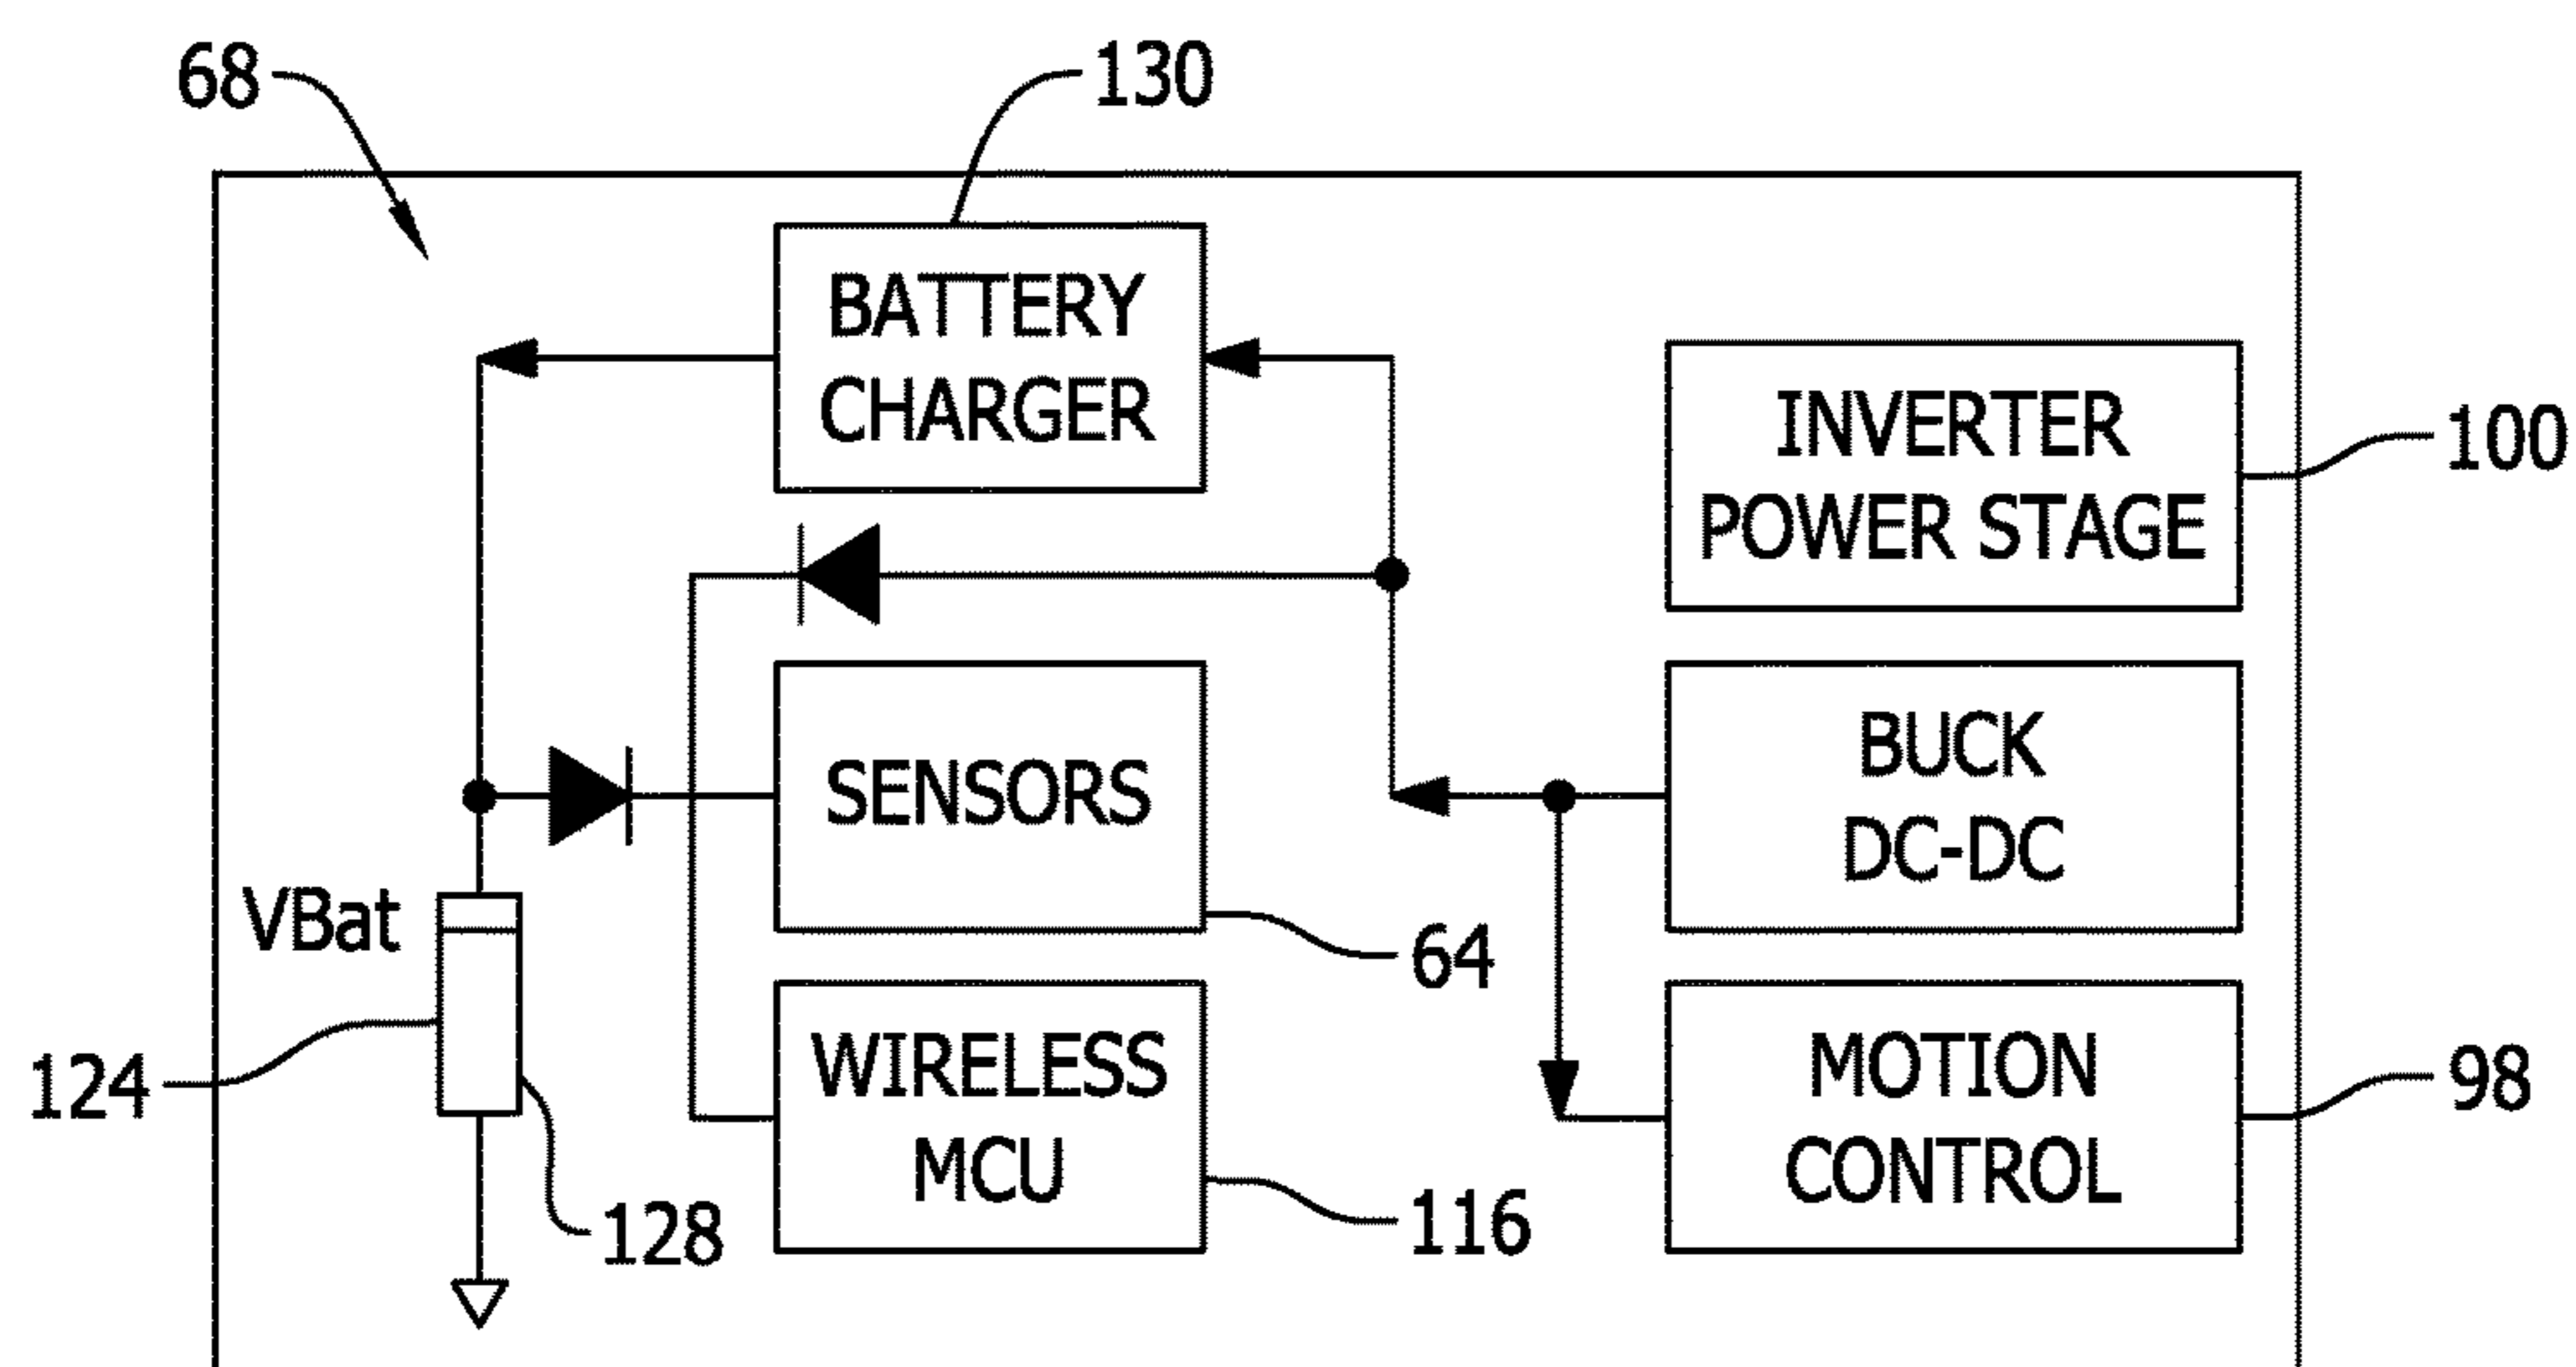 68
130
BATTERY
CHARGER
INVERTER
POWER STAGE
100
SENSORS
BUCK
DC-DC
VBat
64
124
WIRELESS
MCU
MOTION
CONTROL
98
128
116